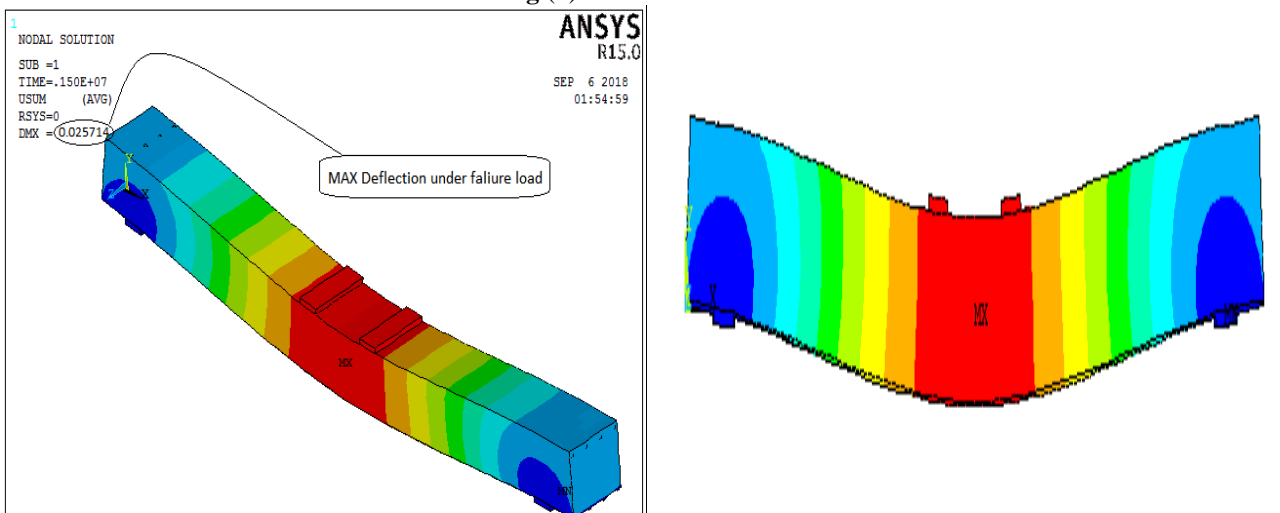 1
NODAL SOLUTION
SUB =1
TIME=.150E+07
USUM (AVG)
RSYS=0
DMX =0.025714
ANSYS
R15.0
SEP 6 2018
01:54:59
MAX Deflection under faliure load
Y
X
Z
MX
MN
Y
X
MX